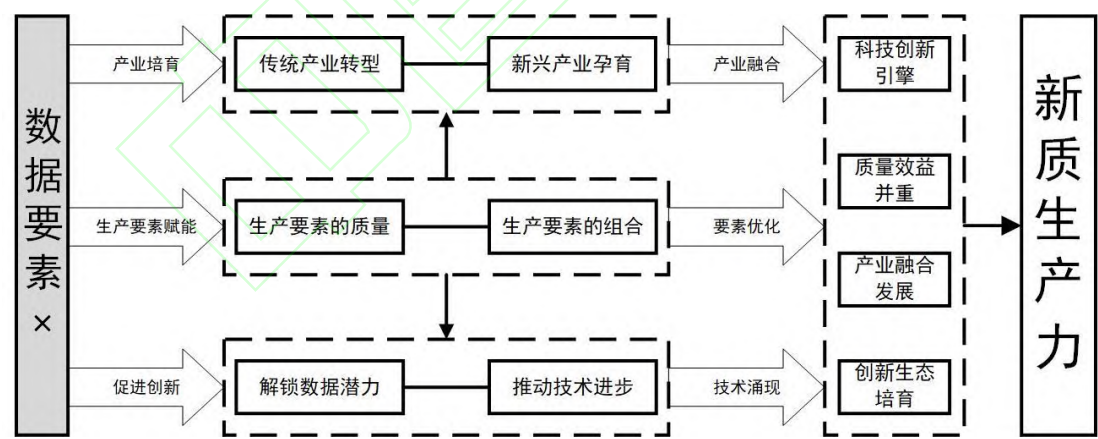 数据要素×
产业培育
传统产业转型
新兴产业孕育
产业融合
生产要素赋能
生产要素的质量
生产要素的组合
要素优化
促进创新
解锁数据潜力
推动技术进步
技术涌现
科技创新
引擎
质量效益
并重
产业融合
发展
创新生态
培育
新质生产力